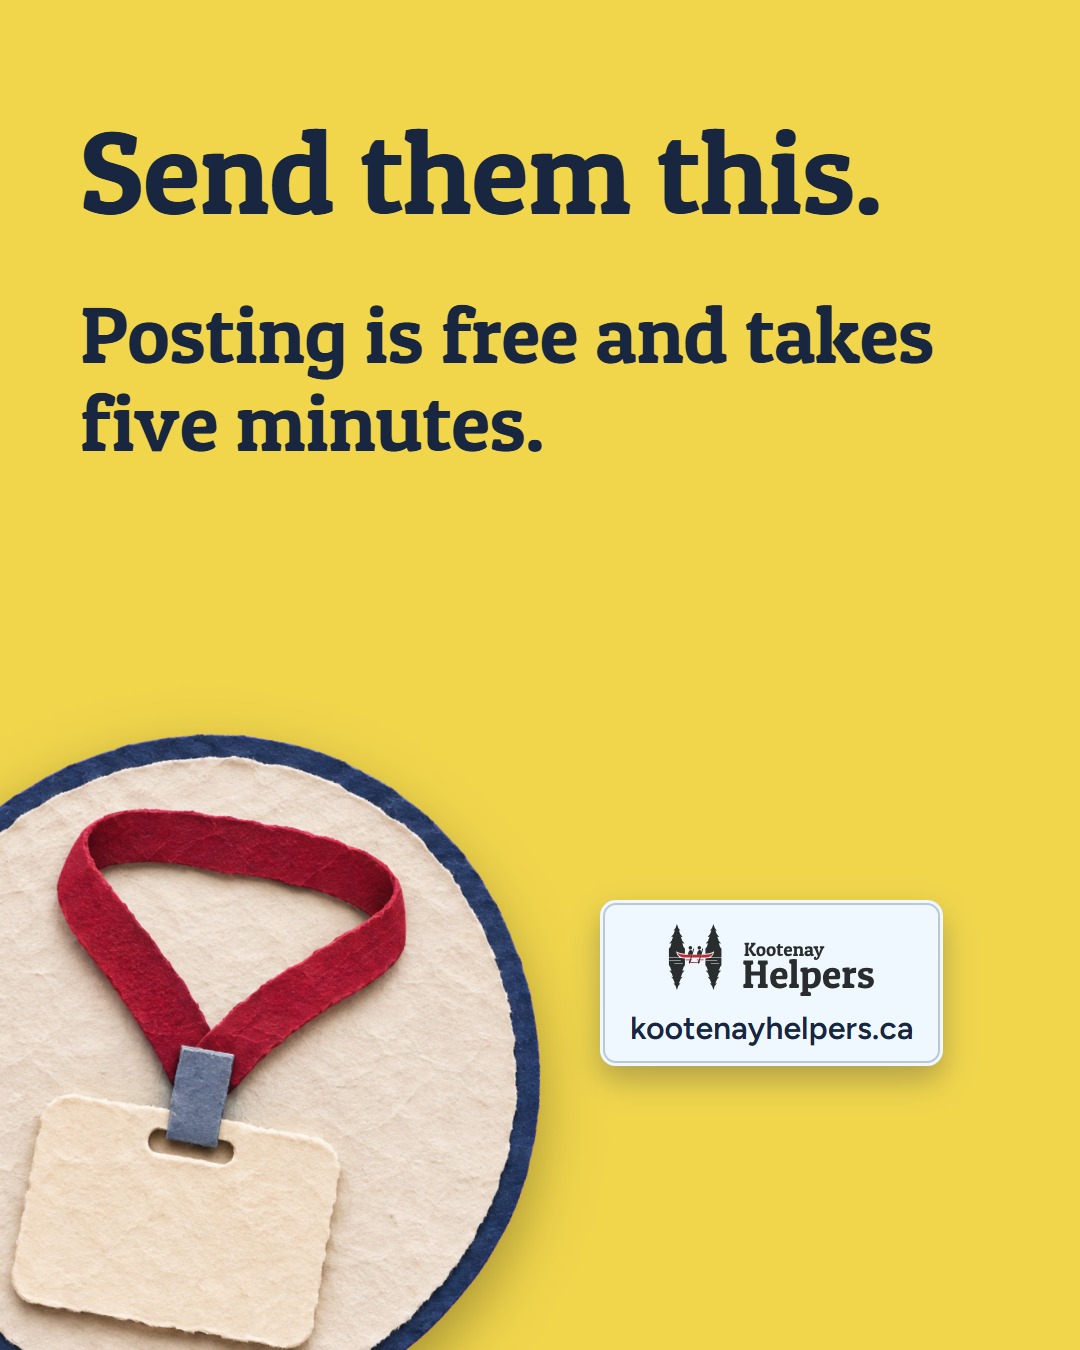 Send them this.
Posting is free and takes
five minutes.
Kootenay
Helpers
kootenayhelpers.ca